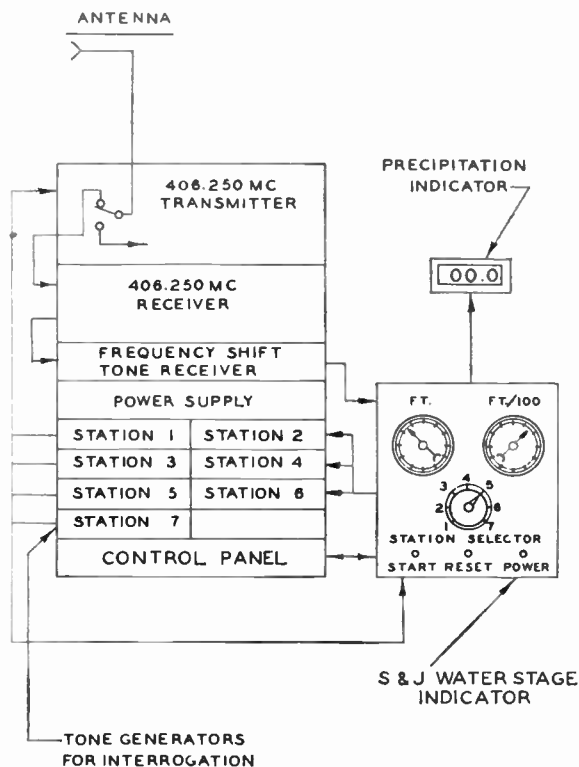 ANTENNA
406.250 MC
TRANSMITTER
PRECIPITATION
INDICATOR
00.0
406.250 MC
RECEIVER
FREQUENCY SHIFT
TONE RECEIVER
POWER SUPPLY
STATION 1 STATION 2
STATION 3 STATION 4
STATION 5 STATION 6
STATION 7
CONTROL PANEL
FT. FT./100
1 2 3 4 5 6 7
STATION SELECTOR
START RESET POWER
S & J WATER STAGE
INDICATOR
TONE GENERATORS
FOR INTERROGATION